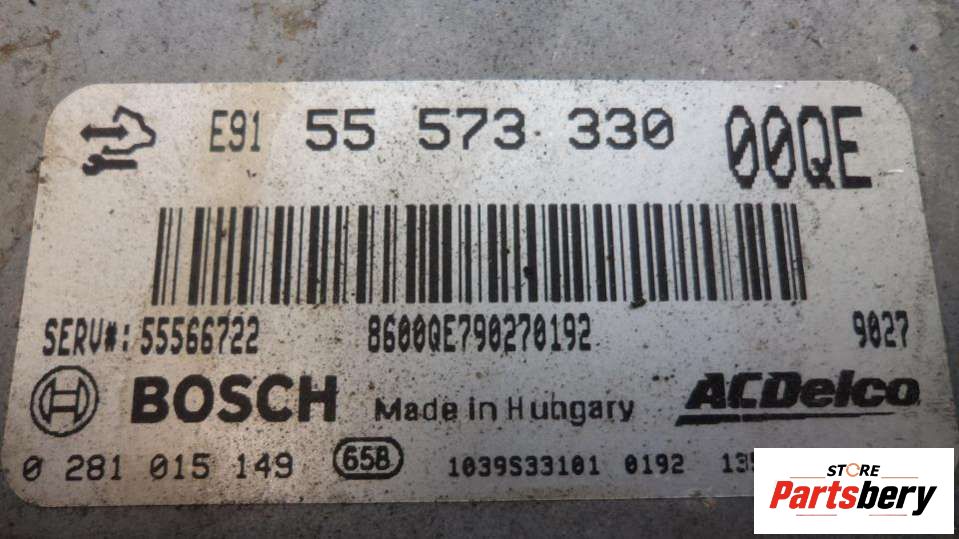 E91 55 573 330 00QE
SERV#: 55566722 8600QE790270192 9027
BOSCH Made in Hungary ACDelco
0 281 015 149 65B 1039S33101 0192
STORE
Partsbery